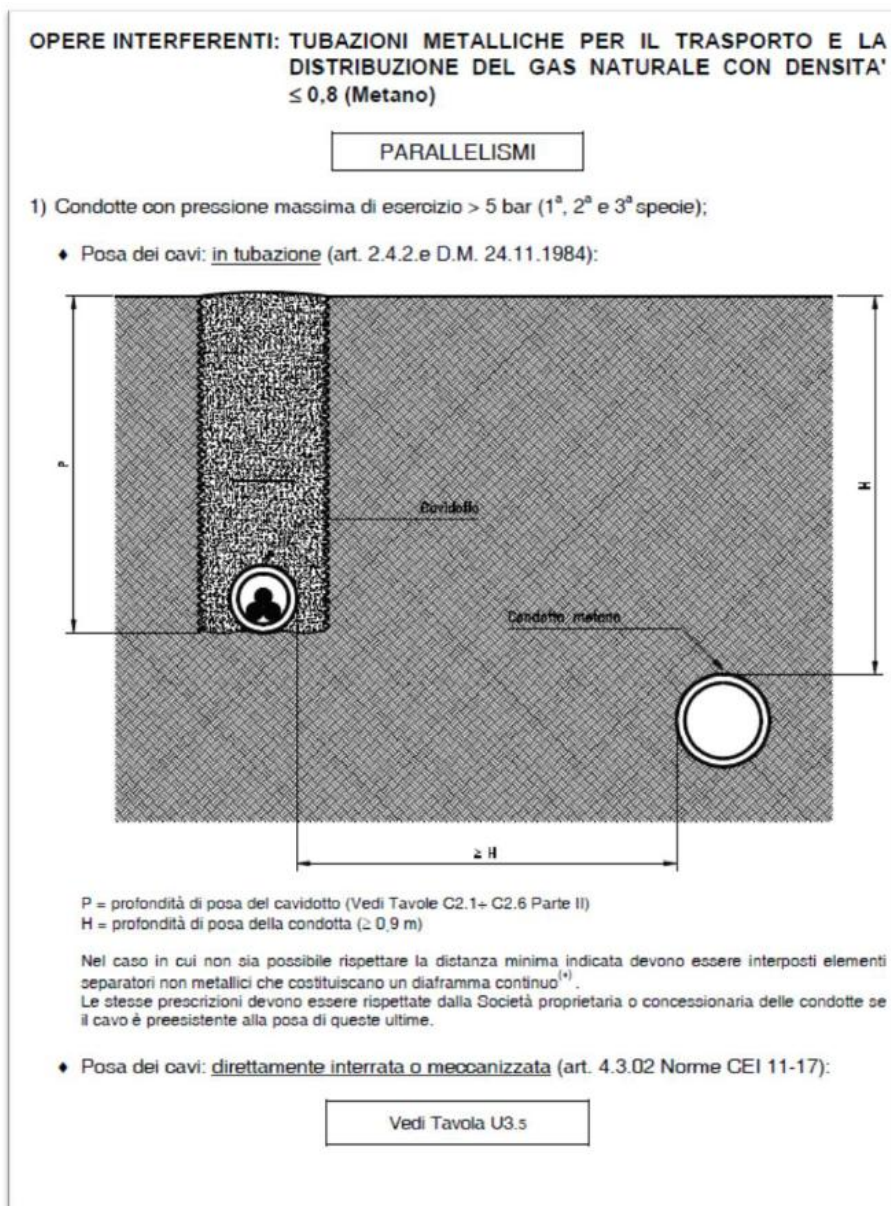 OPERE INTERFERENTI: TUBAZIONI METALLICHE PER IL TRASPORTO E LA
DISTRIBUZIONE DEL GAS NATURALE CON DENSITA'
≤ 0,8 (Metano)
PARALLELISMI
1) Condotte con pressione massima di esercizio > 5 bar (1ª, 2ª e 3ª specie);
♦ Posa dei cavi: in tubazione (art. 2.4.2.e D.M. 24.11.1984):
P
H
Cavidotto
Condotta metano
≥ H
P = profondità di posa del cavidotto (Vedi Tavole C2.1÷ C2.6 Parte II)
H = profondità di posa della condotta (≥ 0,9 m)
Nel caso in cui non sia possibile rispettare la distanza minima indicata devono essere interposti elementi
separatori non metallici che costituiscano un diaframma continuo(*) .
Le stesse prescrizioni devono essere rispettate dalla Società proprietaria o concessionaria delle condotte se
il cavo è preesistente alla posa di queste ultime.
♦ Posa dei cavi: direttamente interrata o meccanizzata (art. 4.3.02 Norme CEI 11-17):
Vedi Tavola U3.5